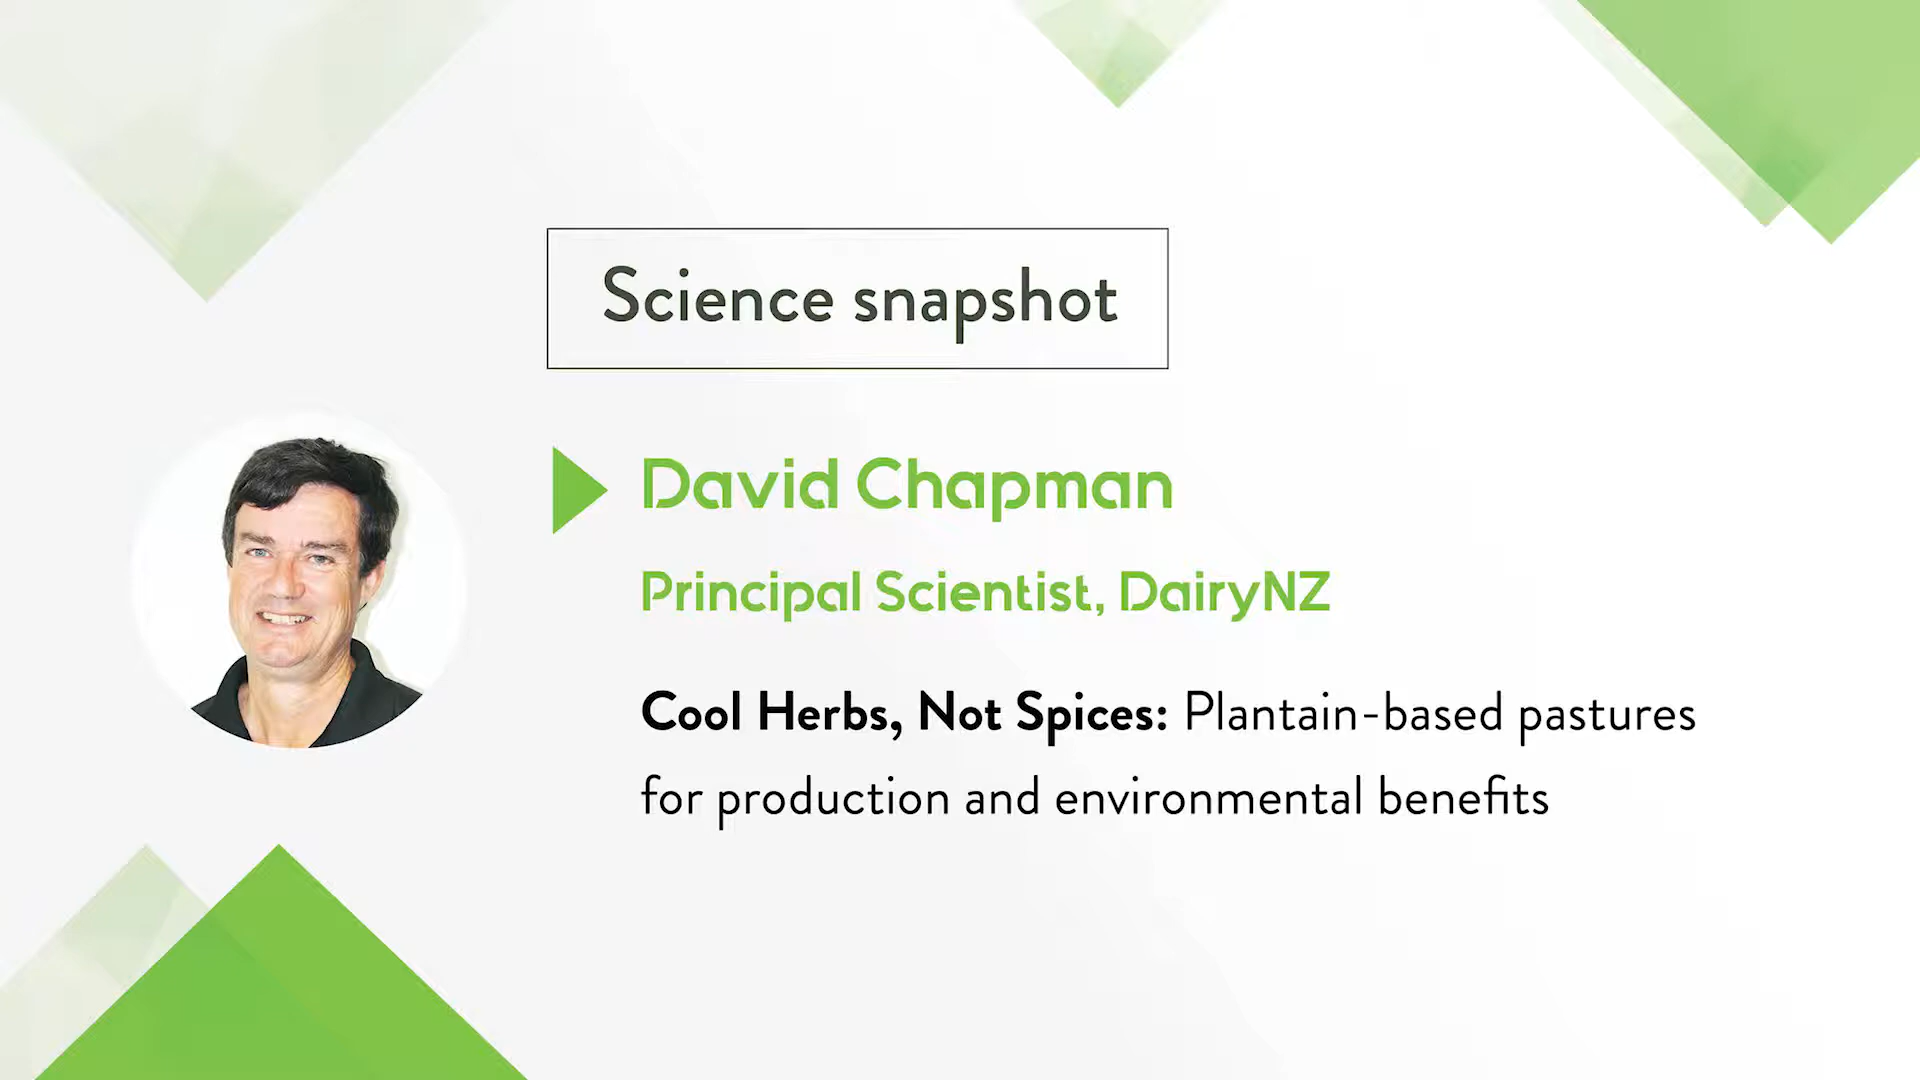 Science snapshot
David Chapman
Principal Scientist, DairyNZ
Cool Herbs, Not Spices: Plantain-based pastures
for production and environmental benefits